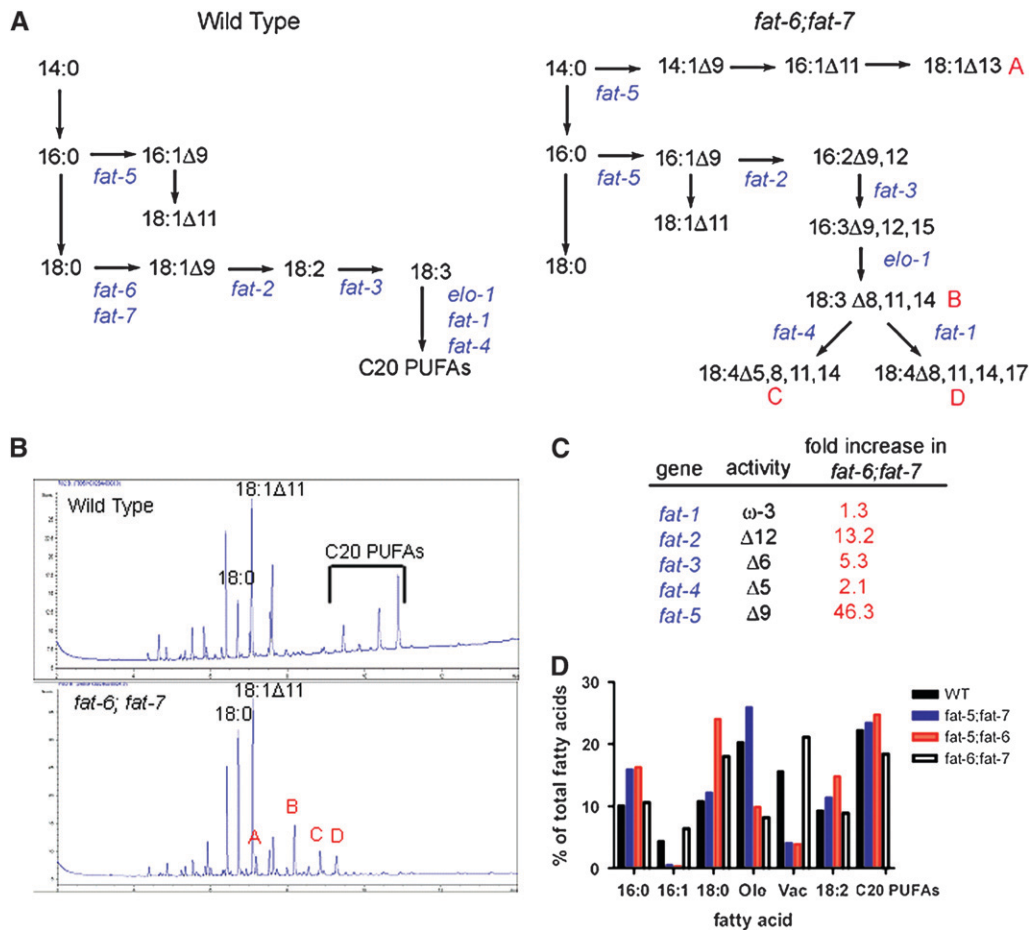 A
Wild Type
14:0
16:0
fat-5
16:1Δ9
18:1Δ11
18:0
fat-6
fat-7
18:1Δ9
fat-2
18:2
fat-3
18:3
elo-1
fat-1
fat-4
C20 PUFAs
fat-6;fat-7
14:0
fat-5
14:1Δ9
16:1Δ11
18:1Δ13 A
16:0
fat-5
16:1Δ9
fat-2
16:2Δ9,12
fat-3
18:1Δ11
16:3Δ9,12,15
18:0
elo-1
18:3 Δ8,11,14 B
fat-4
fat-1
18:4Δ5,8,11,14
C
18:4Δ8,11,14,17
D
B
Wild Type
18:1Δ11
18:0
C20 PUFAs
fat-6; fat-7
18:1Δ11
18:0
A
B
C
D
C
gene activity fold increase in fat-6;fat-7
fat-1 ω-3 1.3
fat-2 Δ12 13.2
fat-3 Δ6 5.3
fat-4 Δ5 2.1
fat-5 Δ9 46.3
D
% of total fatty acids
30
20
10
0
16:0 16:1 18:0 Ole Vac 18:2 C20 PUFAs
fatty acid
WT
fat-5;fat-7
fat-5;fat-6
fat-6;fat-7